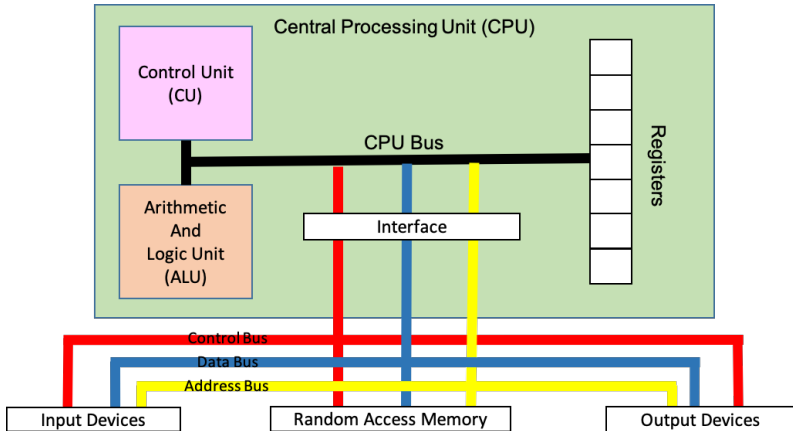 Central Processing Unit (CPU)
Control Unit
(CU)
CPU Bus
Registers
Arithmetic
And
Logic Unit
(ALU)
Interface
Control Bus
Data Bus
Address Bus
Input Devices
Random Access Memory
Output Devices